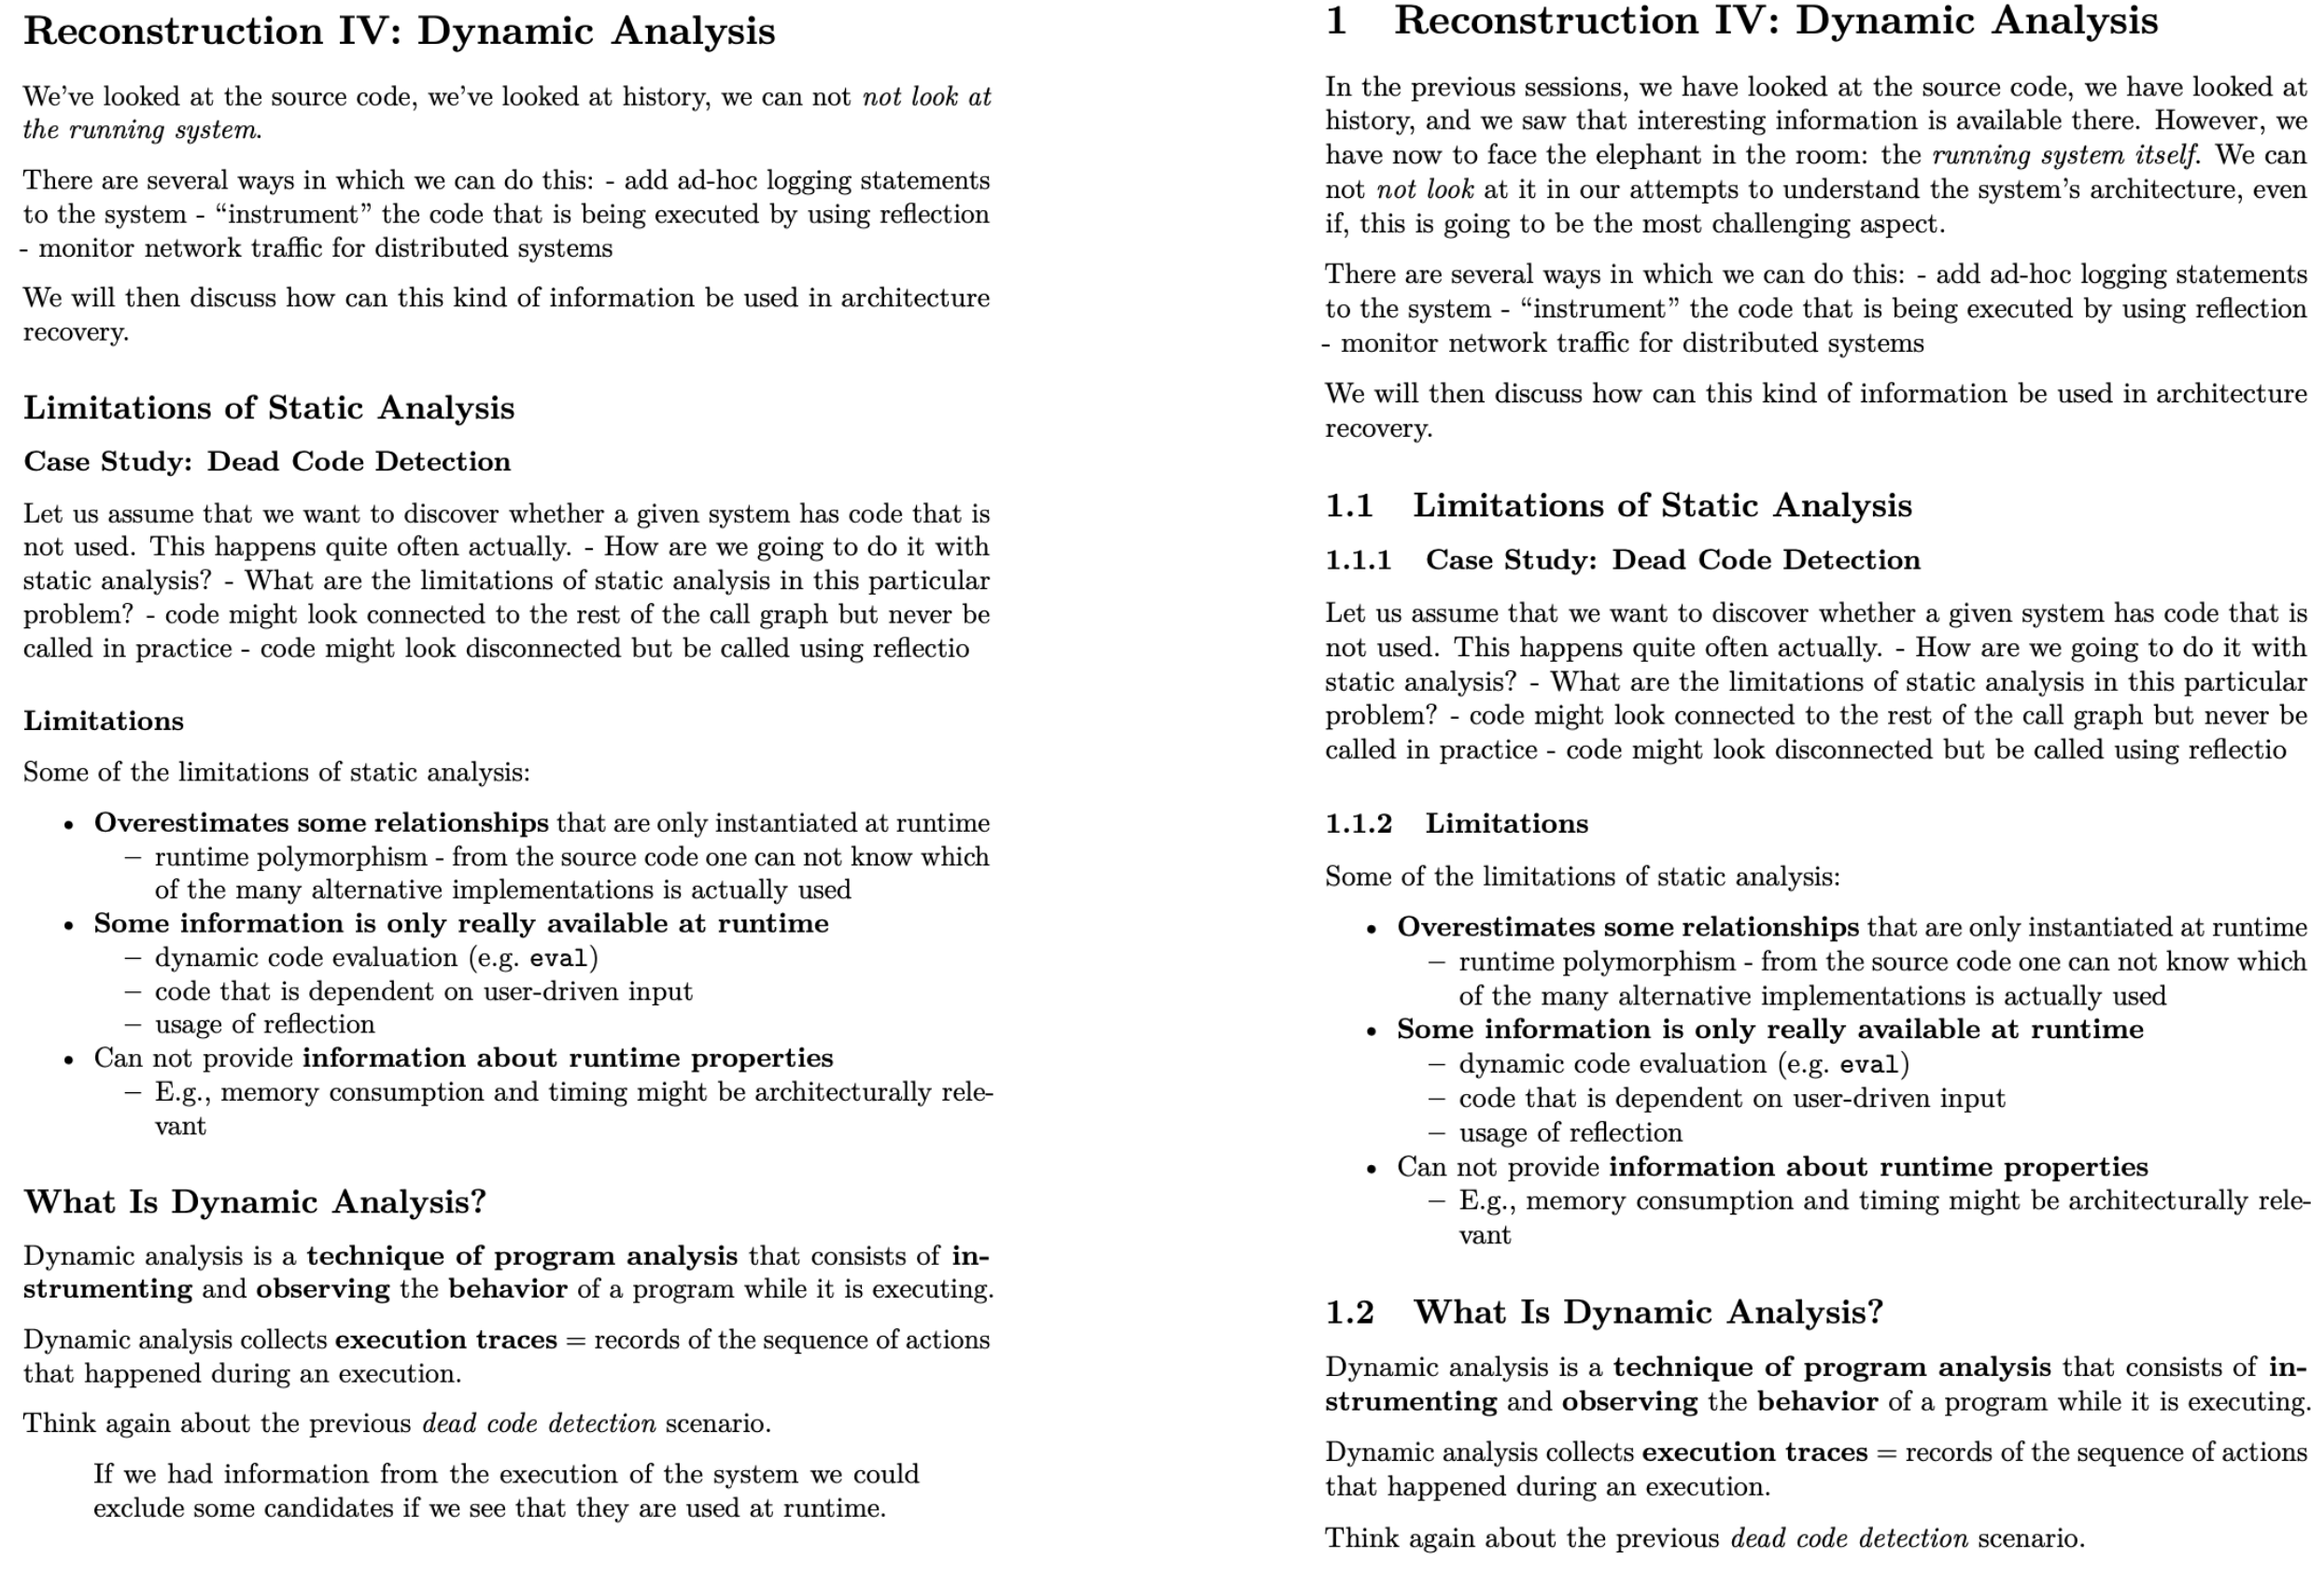 Reconstruction IV: Dynamic Analysis
We've looked at the source code, we've looked at history, we can not not look at
the running system.
There are several ways in which we can do this: - add ad-hoc logging statements
to the system - “instrument” the code that is being executed by using reflection
- monitor network traffic for distributed systems
We will then discuss how can this kind of information be used in architecture
recovery.
Limitations of Static Analysis
Case Study: Dead Code Detection
Let us assume that we want to discover whether a given system has code that is
not used. This happens quite often actually. - How are we going to do it with
static analysis? - What are the limitations of static analysis in this particular
problem? - code might look connected to the rest of the call graph but never be
called in practice - code might look disconnected but be called using reflectio
Limitations
Some of the limitations of static analysis:
• Overestimates some relationships that are only instantiated at runtime
– runtime polymorphism - from the source code one can not know which
of the many alternative implementations is actually used
• Some information is only really available at runtime
– dynamic code evaluation (e.g. eval)
– code that is dependent on user-driven input
– usage of reflection
• Can not provide information about runtime properties
– E.g., memory consumption and timing might be architecturally rele-
vant
What Is Dynamic Analysis?
Dynamic analysis is a technique of program analysis that consists of in-
strumenting and observing the behavior of a program while it is executing.
Dynamic analysis collects execution traces = records of the sequence of actions
that happened during an execution.
Think again about the previous dead code detection scenario.
If we had information from the execution of the system we could
exclude some candidates if we see that they are used at runtime.
1 Reconstruction IV: Dynamic Analysis
In the previous sessions, we have looked at the source code, we have looked at
history, and we saw that interesting information is available there. However, we
have now to face the elephant in the room: the running system itself. We can
not not look at it in our attempts to understand the system's architecture, even
if, this is going to be the most challenging aspect.
There are several ways in which we can do this: - add ad-hoc logging statements
to the system - “instrument” the code that is being executed by using reflection
- monitor network traffic for distributed systems
We will then discuss how can this kind of information be used in architecture
recovery.
1.1 Limitations of Static Analysis
1.1.1 Case Study: Dead Code Detection
Let us assume that we want to discover whether a given system has code that is
not used. This happens quite often actually. - How are we going to do it with
static analysis? - What are the limitations of static analysis in this particular
problem? - code might look connected to the rest of the call graph but never be
called in practice - code might look disconnected but be called using reflectio
1.1.2 Limitations
Some of the limitations of static analysis:
• Overestimates some relationships that are only instantiated at runtime
– runtime polymorphism - from the source code one can not know which
of the many alternative implementations is actually used
• Some information is only really available at runtime
– dynamic code evaluation (e.g. eval)
– code that is dependent on user-driven input
– usage of reflection
• Can not provide information about runtime properties
– E.g., memory consumption and timing might be architecturally rele-
vant
1.2 What Is Dynamic Analysis?
Dynamic analysis is a technique of program analysis that consists of in-
strumenting and observing the behavior of a program while it is executing.
Dynamic analysis collects execution traces = records of the sequence of actions
that happened during an execution.
Think again about the previous dead code detection scenario.